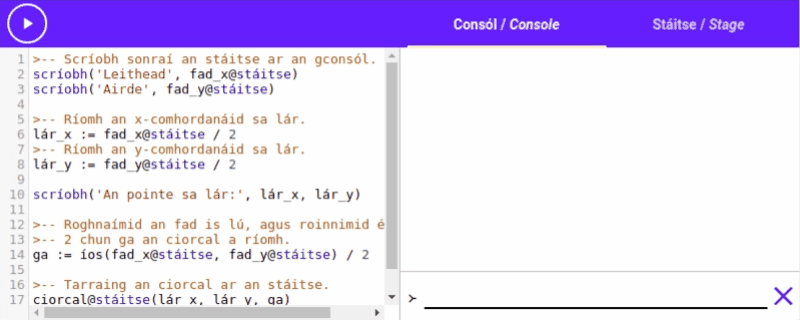 Consól / Console
Stáitse / Stage
1 >-- Scríobh sonraí an stáitse ar an gconsól.
2 scríobh('Leithead', fad_x@stáitse)
3 scríobh('Airde', fad_y@stáitse)
4
5 >-- Ríomh an x-comhordanáid sa lár.
6 lár_x := fad_x@stáitse / 2
7 >-- Ríomh an y-comhordanáid sa lár.
8 lár_y := fad_y@stáitse / 2
9
10 scríobh('An pointe sa lár:', lár_x, lár_y)
11
12 >-- Roghnaímid an fad is lú, agus roinnimid é
13 >-- 2 chun ga an ciorcal a ríomh.
14 ga := íos(fad_x@stáitse, fad_y@stáitse) / 2
15
16 >-- Tarraing an ciorcal ar an stáitse.
17 ciorcal@stáitse(lár_x, lár_y, ga)
≻